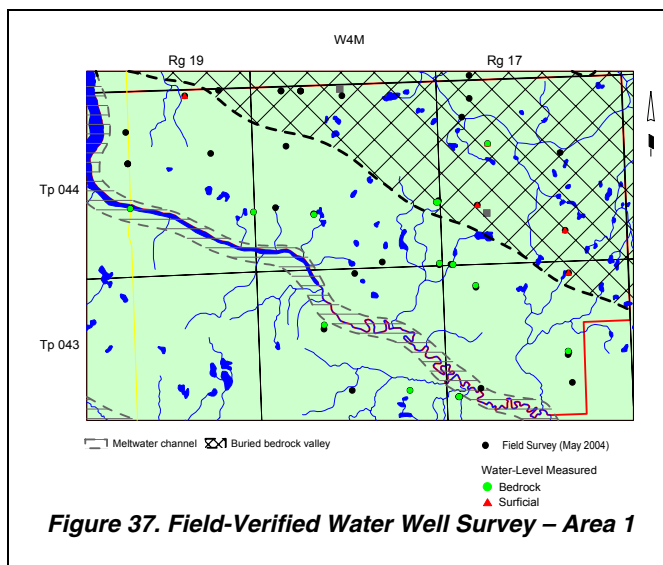 W4M
Rg 19
Rg 17
Tp 044
Tp 043
Meltwater channel
Buried bedrock valley
Field Survey (May 2004)
Water-Level Measured
Bedrock
Surficial
Figure 37. Field-Verified Water Well Survey – Area 1